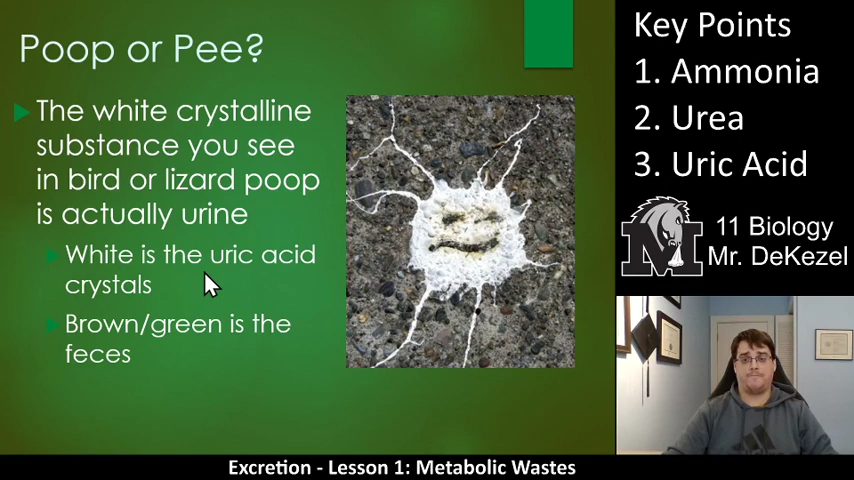 Poop or Pee?
The white crystalline
substance you see
in bird or lizard poop
is actually urine
White is the uric acid
crystals
Brown/green is the
feces
Key Points
1. Ammonia
2. Urea
3. Uric Acid
M
11 Biology
Mr. DeKezel
Excretion - Lesson 1: Metabolic Wastes